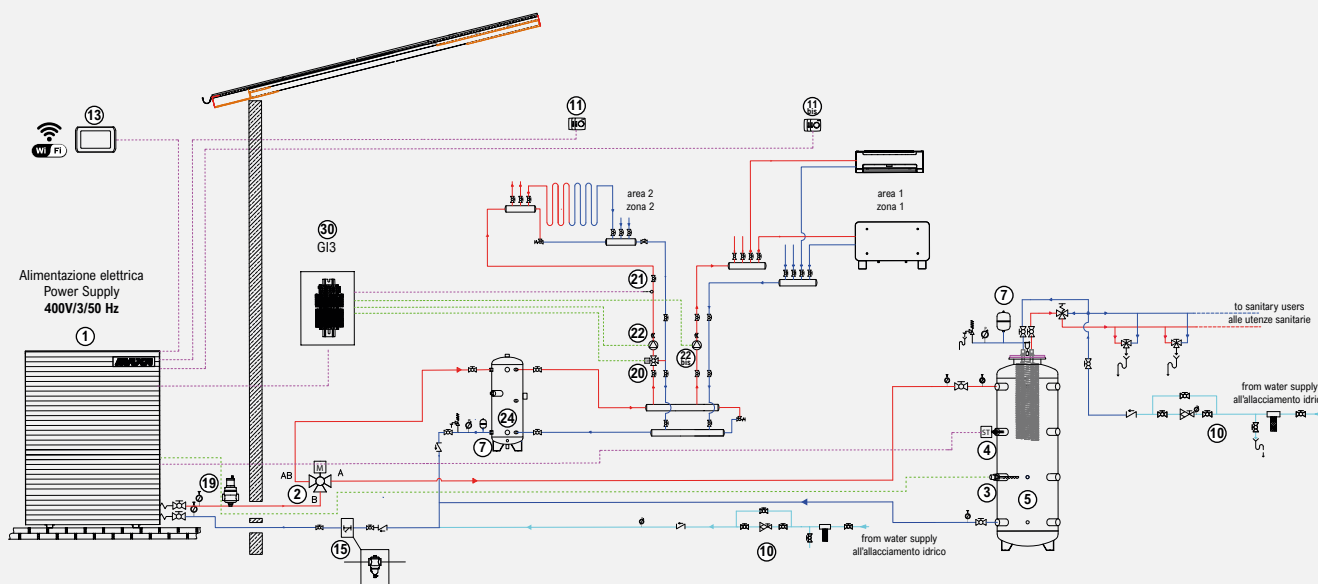 13
Wi Fi
11
11
bis
area 2
zona 2
area 1
zona 1
30
GI3
Alimentazione elettrica
Power Supply
400V/3/50 Hz
1
21
22
22
bis
20
24
7
7
to sanitary users
alle utenze sanitarie
from water supply
all'allacciamento idrico
10
ST
4
3
5
19
M
AB
A
2
B
15
10
from water supply
all'allacciamento idrico